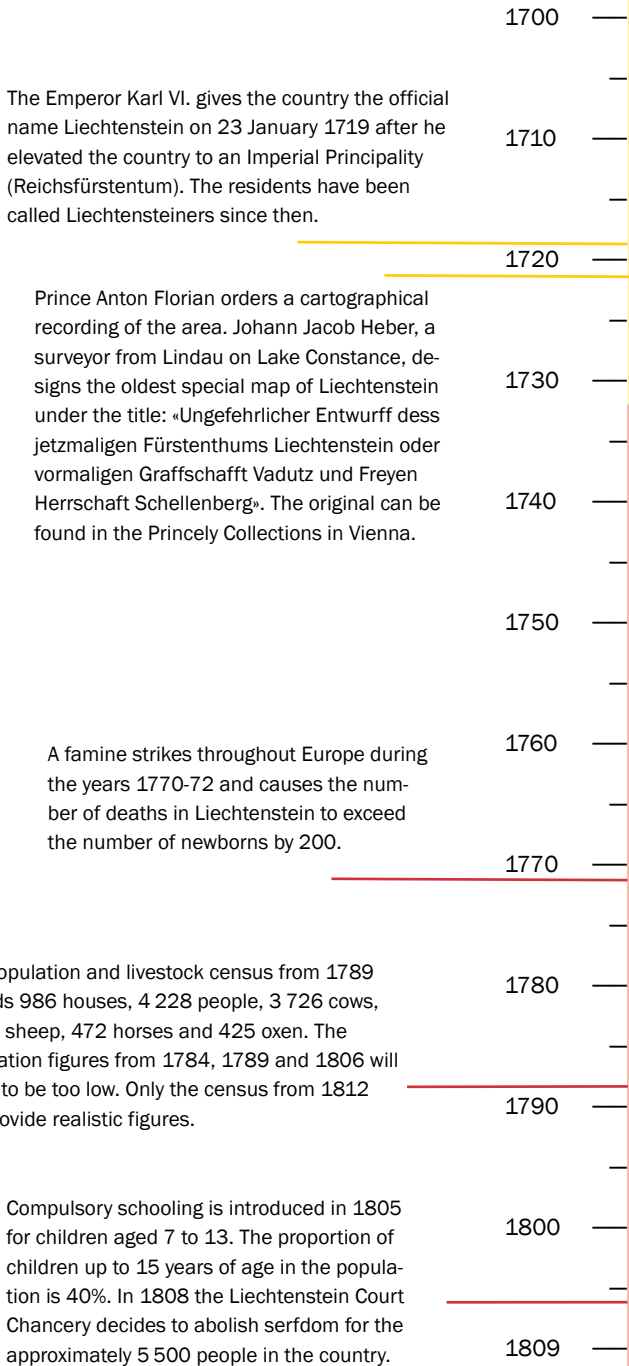 1700
The Emperor Karl VI. gives the country the official
name Liechtenstein on 23 January 1719 after he
elevated the country to an Imperial Principality
(Reichsfürstentum). The residents have been
called Liechtensteiners since then.
1710
1720
Prince Anton Florian orders a cartographical
recording of the area. Johann Jacob Heber, a
surveyor from Lindau on Lake Constance, de-
signs the oldest special map of Liechtenstein
under the title: «Ungefehrlicher Entwurff dess
jetzmaligen Fürstenthums Liechtenstein oder
vormaligen Graffschafft Vadutz und Freyen
Herrschaft Schellenberg». The original can be
found in the Princely Collections in Vienna.
1730
1740
1750
1760
A famine strikes throughout Europe during
the years 1770-72 and causes the num-
ber of deaths in Liechtenstein to exceed
the number of newborns by 200.
1770
opulation and livestock census from 1789
ds 986 houses, 4 228 people, 3 726 cows,
sheep, 472 horses and 425 oxen. The
ation figures from 1784, 1789 and 1806 will
to be too low. Only the census from 1812
ovide realistic figures.
1780
1790
Compulsory schooling is introduced in 1805
for children aged 7 to 13. The proportion of
children up to 15 years of age in the popula-
tion is 40%. In 1808 the Liechtenstein Court
Chancery decides to abolish serfdom for the
approximately 5 500 people in the country.
1800
1809